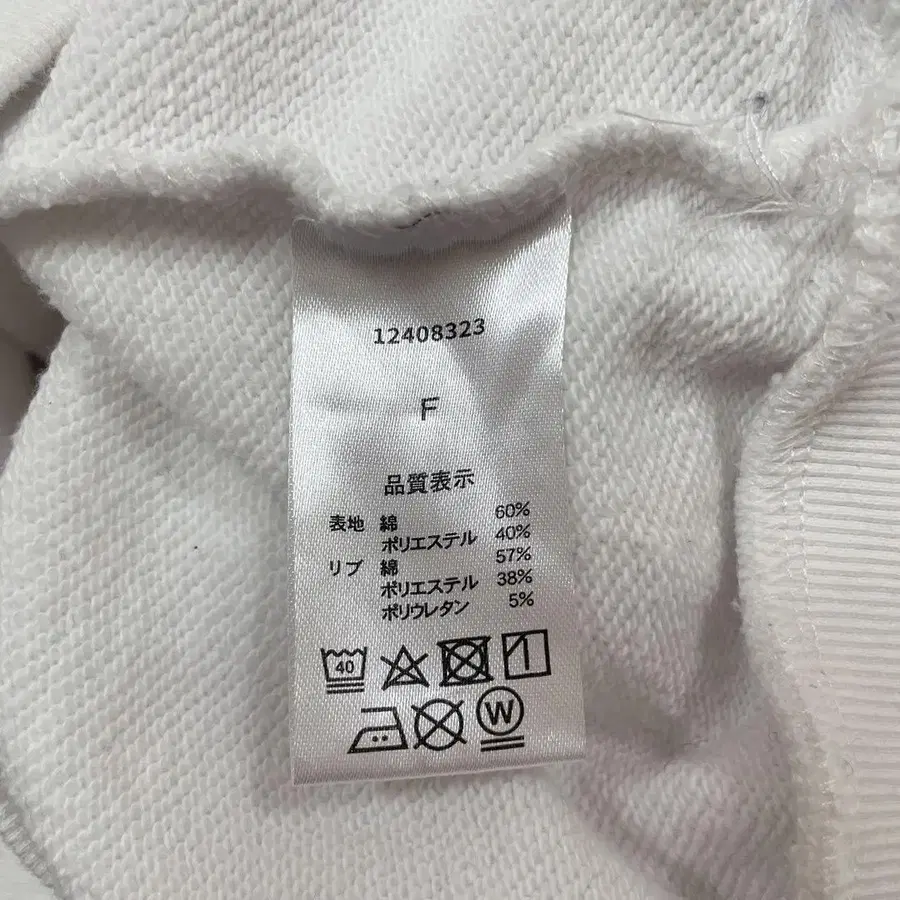 12408323
F
品質表示
表地 綿 60%
ポリエステル 40%
リブ 綿 57%
ポリエステル 38%
ポリウレタン 5%
40
W